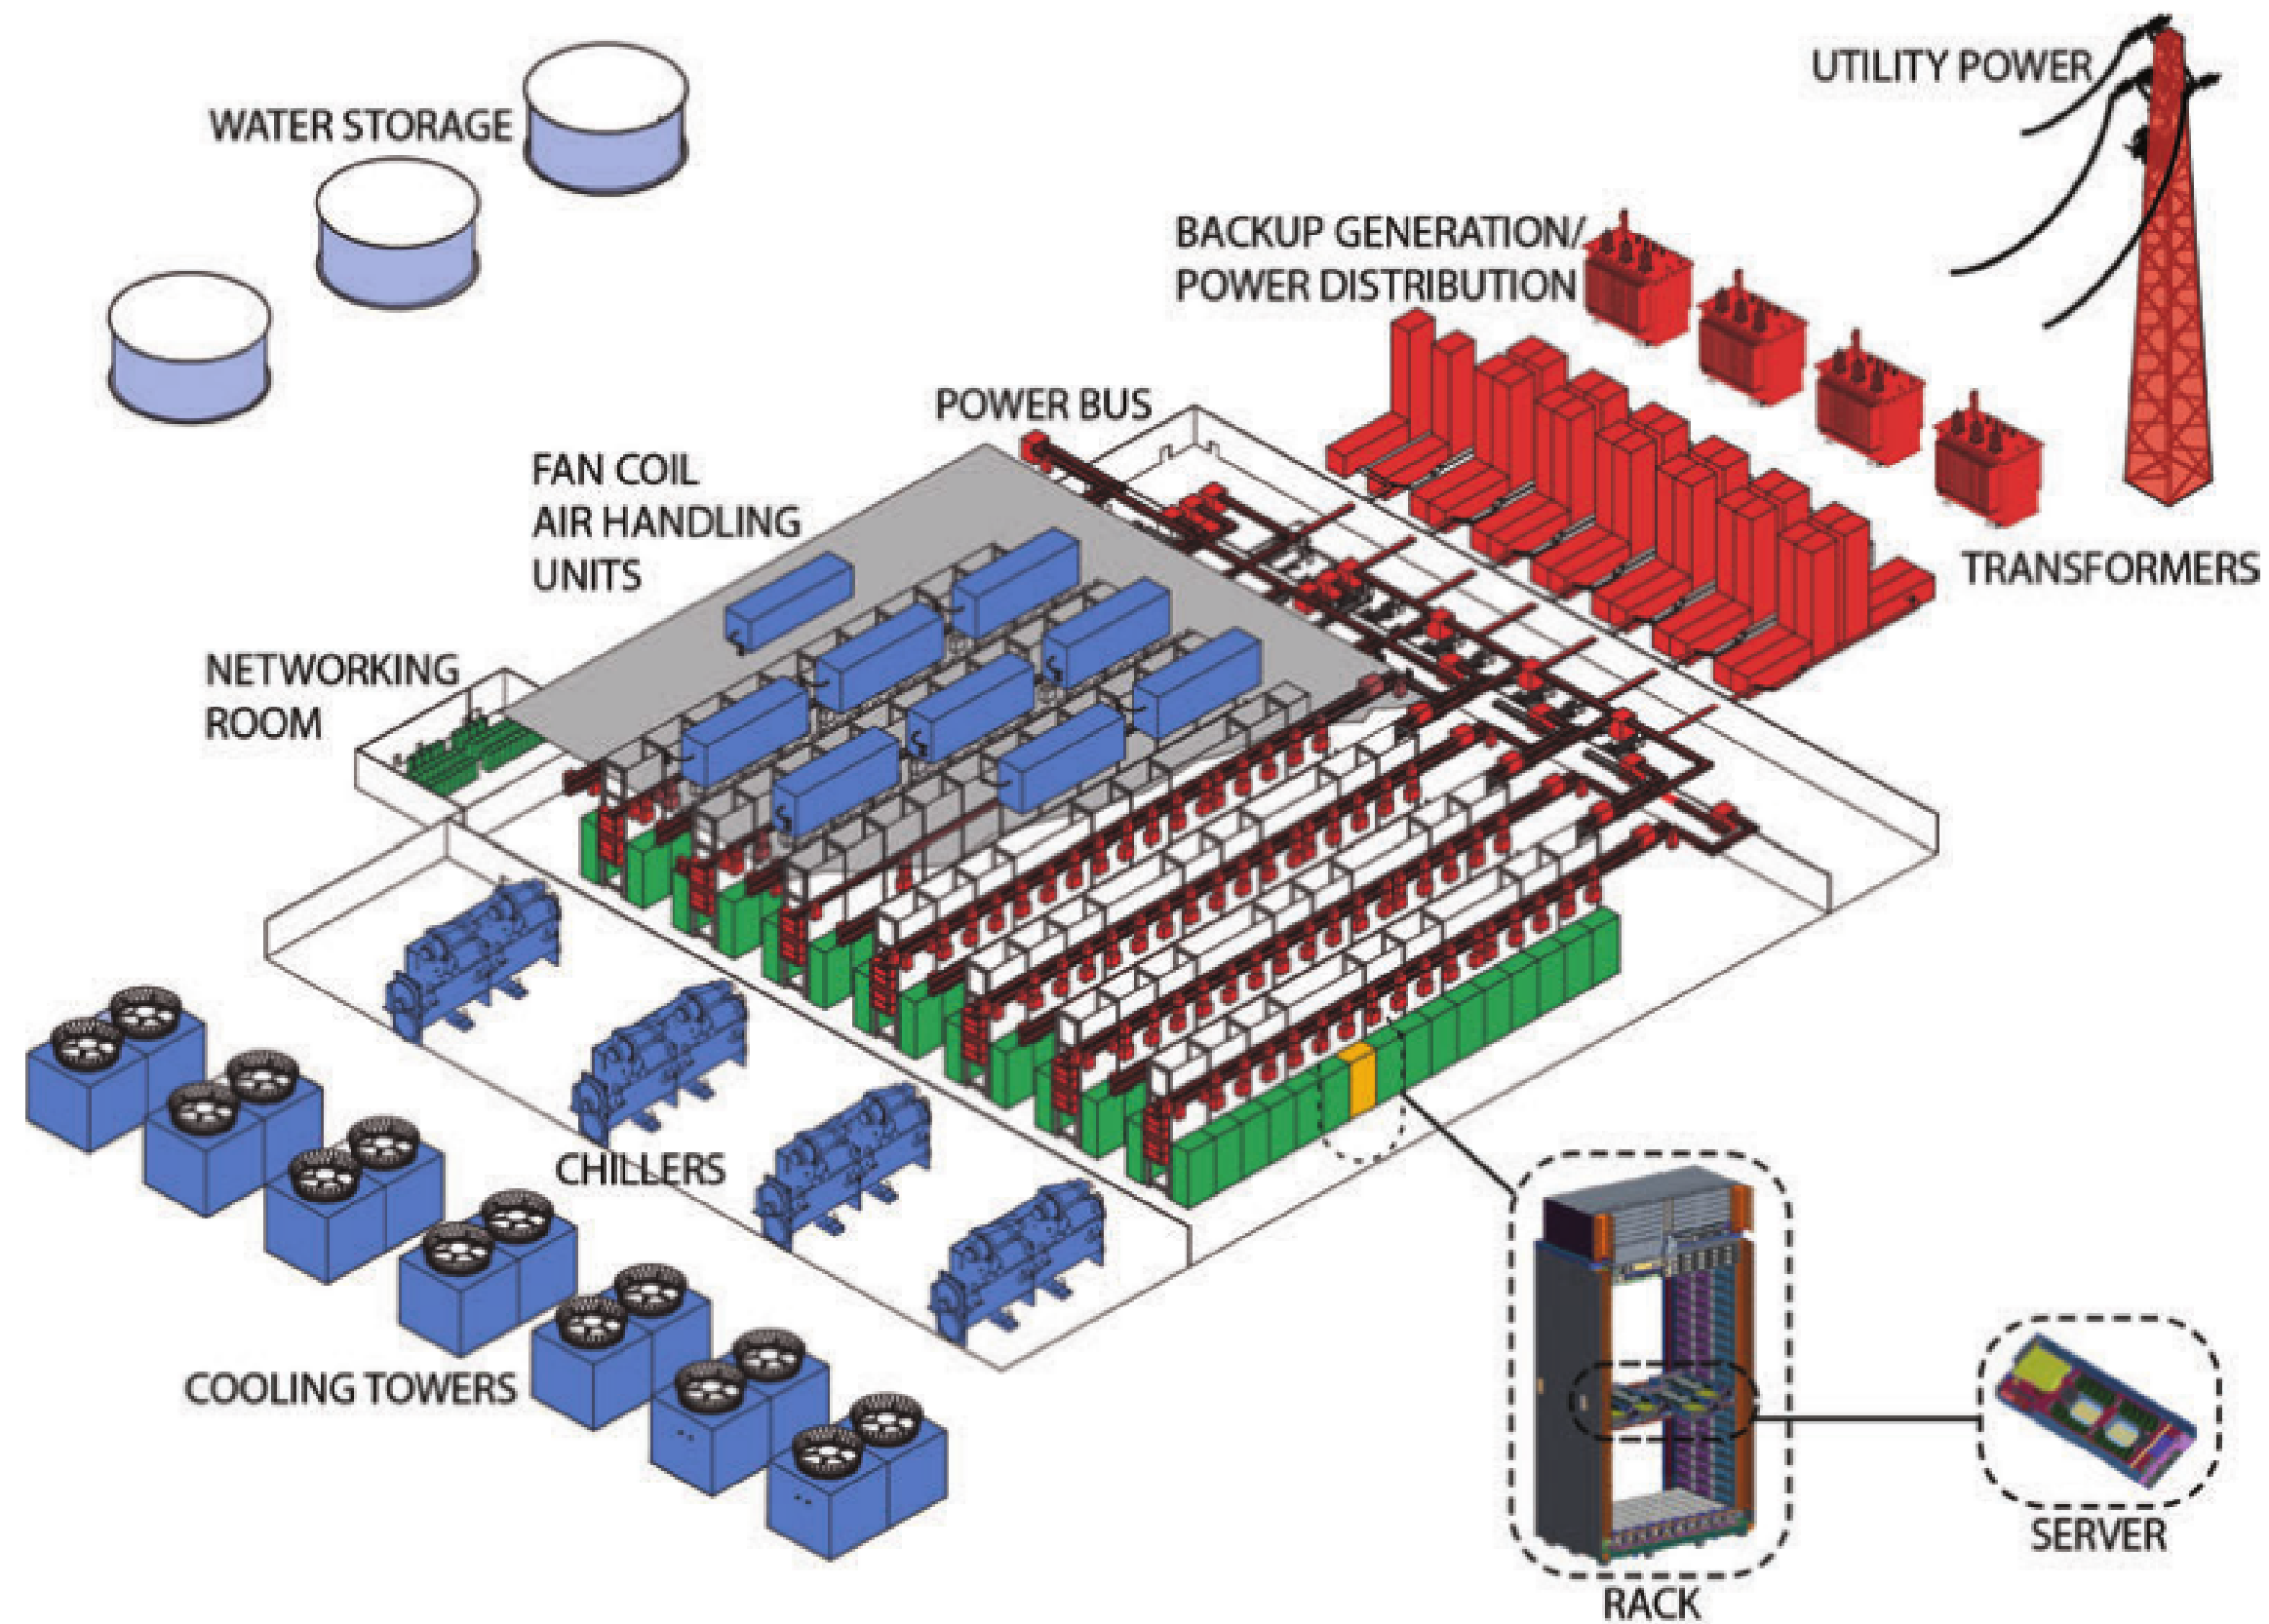 UTILITY POWER
WATER STORAGE
BACKUP GENERATION/
POWER DISTRIBUTION
POWER BUS
FAN COIL
AIR HANDLING
UNITS
TRANSFORMERS
NETWORKING
ROOM
CHILLERS
COOLING TOWERS
SERVER
RACK